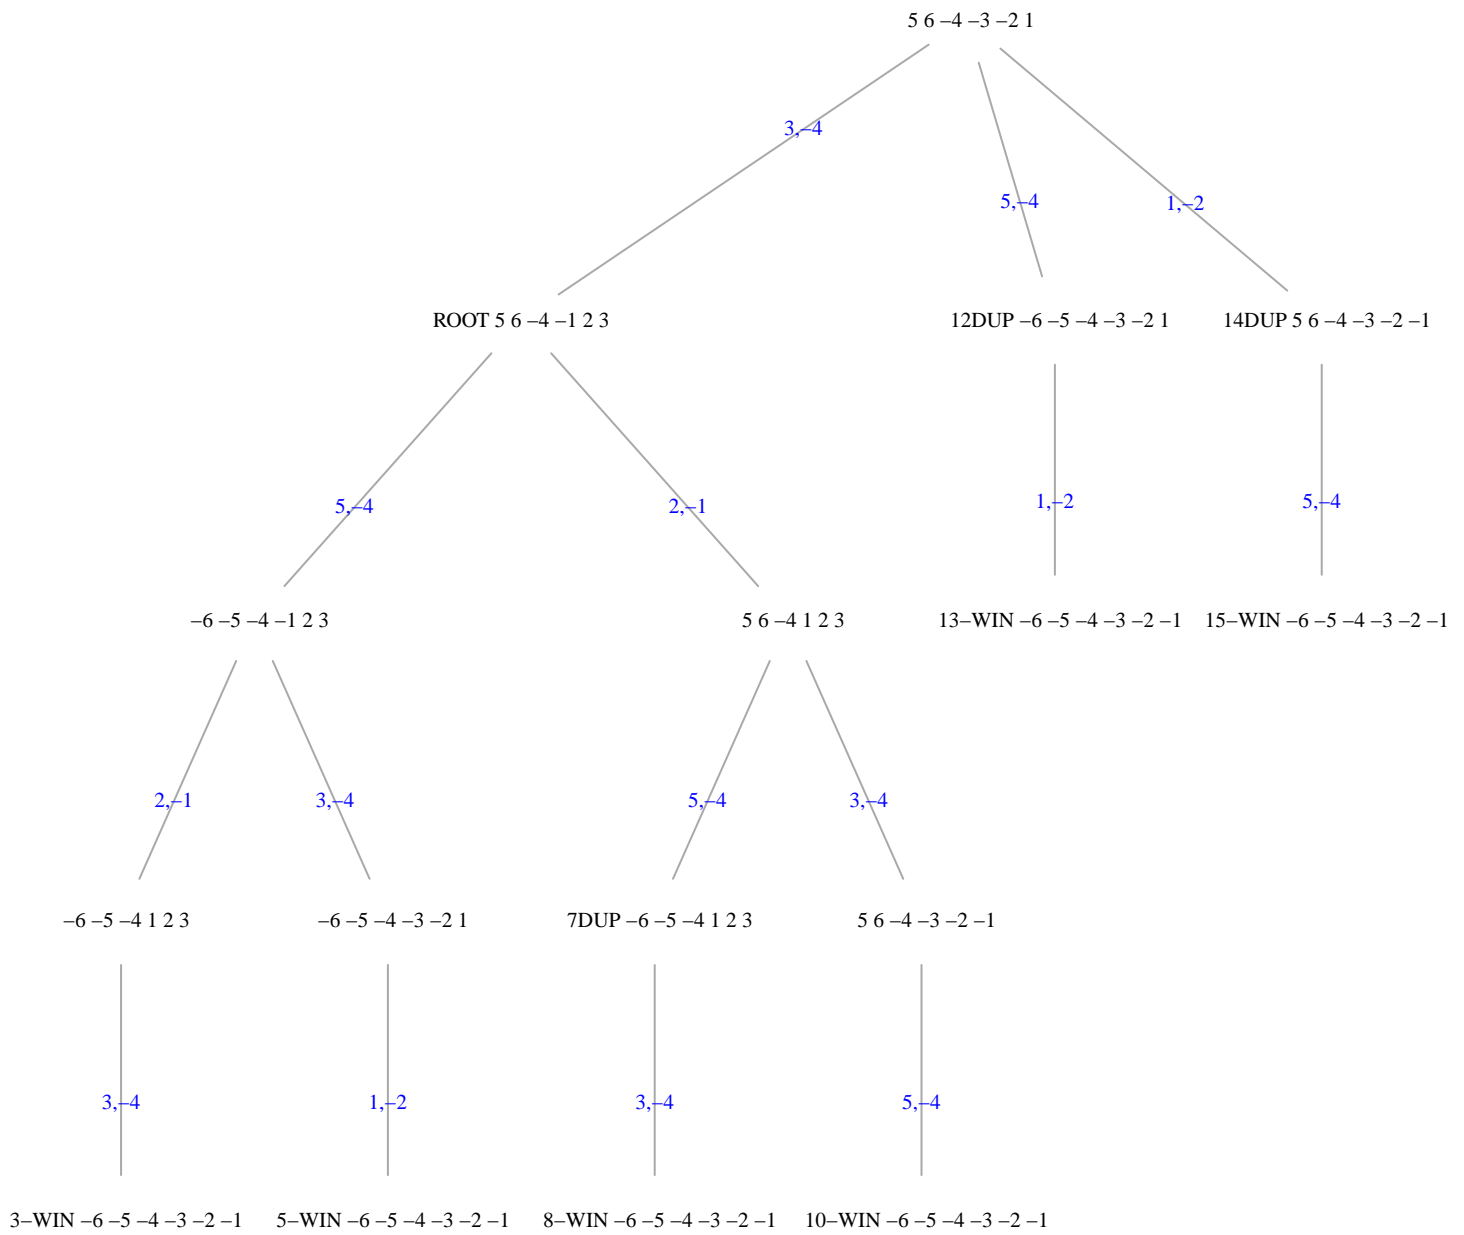 5 6 –4 –3 –2 1
3,–4
5,–4
1,–2
ROOT 5 6 –4 –1 2 3
12DUP –6 –5 –4 –3 –2 1
14DUP 5 6 –4 –3 –2 –1
5,–4
2,–1
1,–2
5,–4
–6 –5 –4 –1 2 3
5 6 –4 1 2 3
13–WIN –6 –5 –4 –3 –2 –1
15–WIN –6 –5 –4 –3 –2 –1
2,–1
3,–4
5,–4
3,–4
–6 –5 –4 1 2 3
–6 –5 –4 –3 –2 1
7DUP –6 –5 –4 1 2 3
5 6 –4 –3 –2 –1
3,–4
1,–2
3,–4
5,–4
3–WIN –6 –5 –4 –3 –2 –1
5–WIN –6 –5 –4 –3 –2 –1
8–WIN –6 –5 –4 –3 –2 –1
10–WIN –6 –5 –4 –3 –2 –1